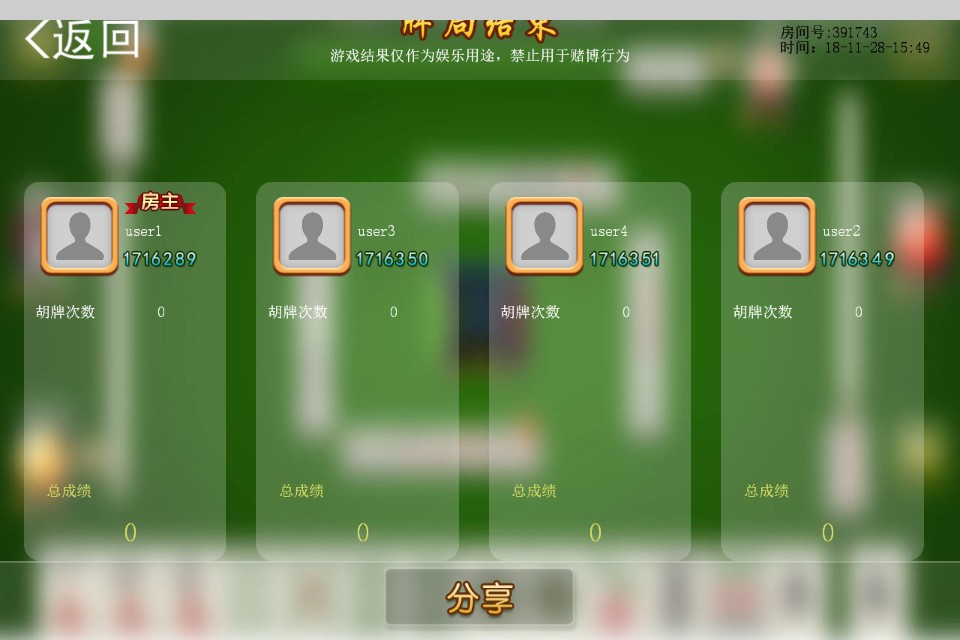 返回
牌局结束
游戏结果仅作为娱乐用途，禁止用于赌博行为
房间号:391743
时间：18-11-28-15:49
房主
user1
1716289
胡牌次数 0
总成绩
0
user3
1716350
胡牌次数 0
总成绩
0
user4
1716351
胡牌次数 0
总成绩
0
user2
1716349
胡牌次数 0
总成绩
0
分享